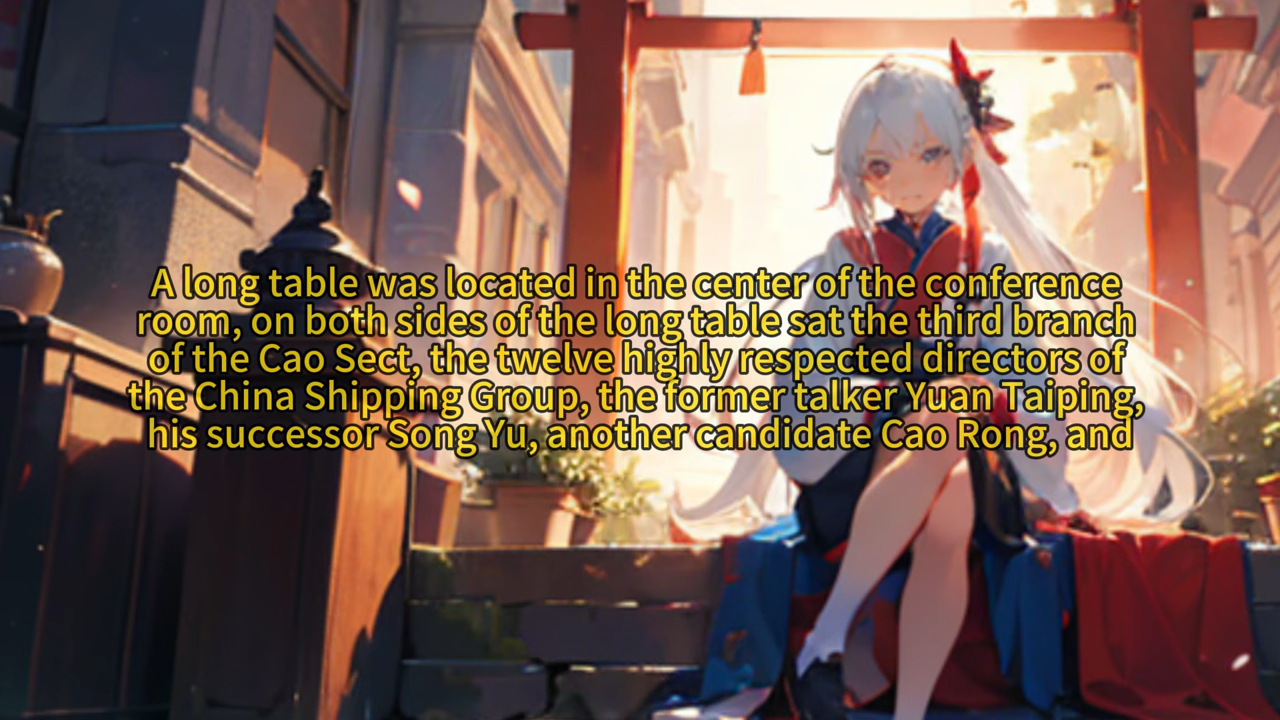 A long table was located in the center of the conference
room, on both sides of the long table sat the third branch
of the Cao Sect, the twelve highly respected directors of
the China Shipping Group, the former talker Yuan Taiping,
his successor Song Yu, another candidate Cao Rong, and